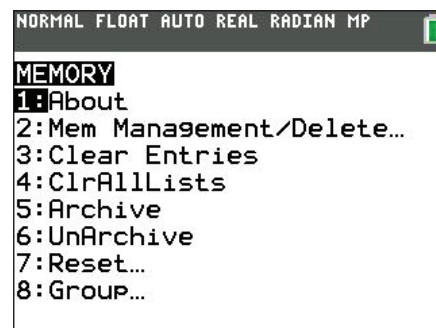 NORMAL FLOAT AUTO REAL RADIAN MP
MEMORY
1:About
2:Mem Management/Delete…
3:Clear Entries
4:ClrAllLists
5:Archive
6:UnArchive
7:Reset…
8:Group…